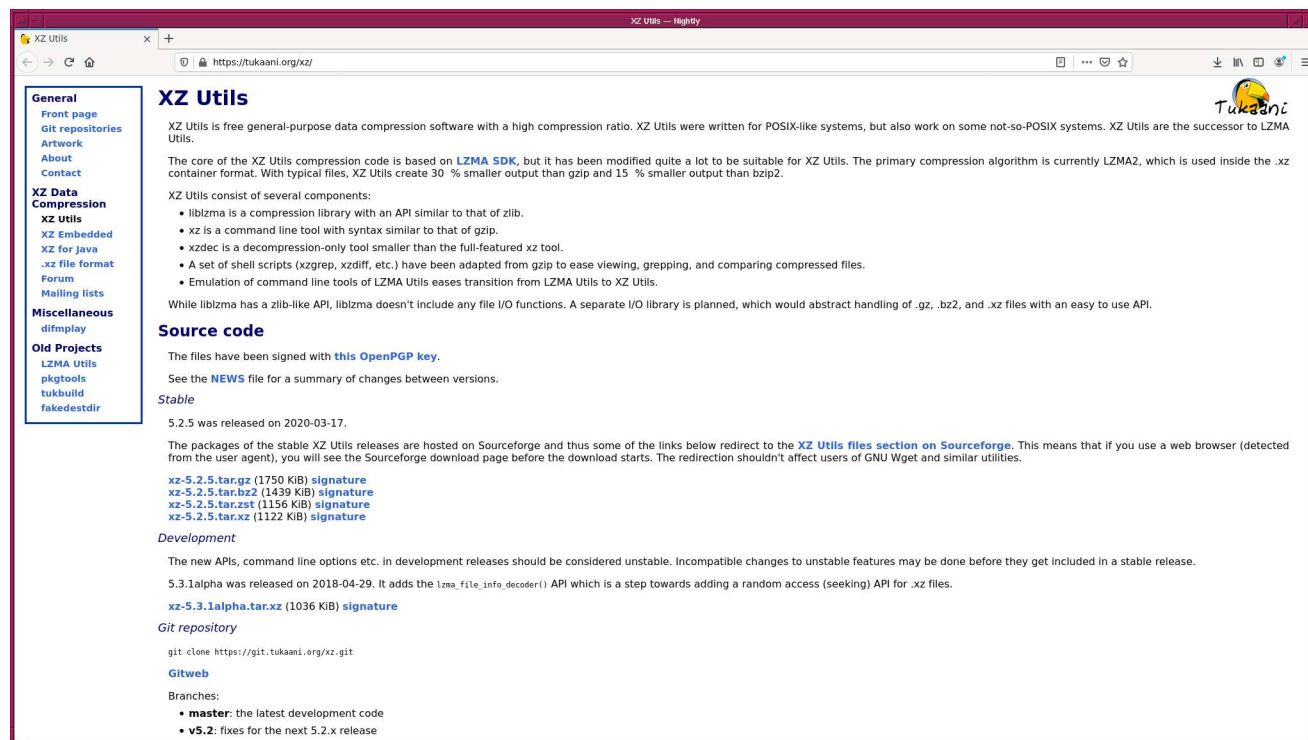 XZ Utils — Nightly
XZ Utils
https://tukaani.org/xz/
General
Front page
Git repositories
Artwork
About
Contact
XZ Data
Compression
XZ Utils
XZ Embedded
XZ for Java
.xz file format
Forum
Mailing lists
Miscellaneous
difmplay
Old Projects
LZMA Utils
pkgtools
tukbuild
fakedestdir
Tukaani
XZ Utils
XZ Utils is free general-purpose data compression software with a high compression ratio. XZ Utils were written for POSIX-like systems, but also work on some not-so-POSIX systems. XZ Utils are the successor to LZMA
Utils.
The core of the XZ Utils compression code is based on LZMA SDK, but it has been modified quite a lot to be suitable for XZ Utils. The primary compression algorithm is currently LZMA2, which is used inside the .xz
container format. With typical files, XZ Utils create 30 % smaller output than gzip and 15 % smaller output than bzip2.
XZ Utils consist of several components:
• liblzma is a compression library with an API similar to that of zlib.
• xz is a command line tool with syntax similar to that of gzip.
• xzdec is a decompression-only tool smaller than the full-featured xz tool.
• A set of shell scripts (xzgrep, xzdiff, etc.) have been adapted from gzip to ease viewing, grepping, and comparing compressed files.
• Emulation of command line tools of LZMA Utils eases transition from LZMA Utils to XZ Utils.
While liblzma has a zlib-like API, liblzma doesn't include any file I/O functions. A separate I/O library is planned, which would abstract handling of .gz, .bz2, and .xz files with an easy to use API.
Source code
The files have been signed with this OpenPGP key.
See the NEWS file for a summary of changes between versions.
Stable
5.2.5 was released on 2020-03-17.
The packages of the stable XZ Utils releases are hosted on Sourceforge and thus some of the links below redirect to the XZ Utils files section on Sourceforge. This means that if you use a web browser (detected
from the user agent), you will see the Sourceforge download page before the download starts. The redirection shouldn't affect users of GNU Wget and similar utilities.
xz-5.2.5.tar.gz (1750 KiB) signature
xz-5.2.5.tar.bz2 (1439 KiB) signature
xz-5.2.5.tar.zst (1156 KiB) signature
xz-5.2.5.tar.xz (1122 KiB) signature
Development
The new APIs, command line options etc. in development releases should be considered unstable. Incompatible changes to unstable features may be done before they get included in a stable release.
5.3.1alpha was released on 2018-04-29. It adds the lzma_file_info_decoder() API which is a step towards adding a random access (seeking) API for .xz files.
xz-5.3.1alpha.tar.xz (1036 KiB) signature
Git repository
git clone https://git.tukaani.org/xz.git
Gitweb
Branches:
• master: the latest development code
• v5.2: fixes for the next 5.2.x release